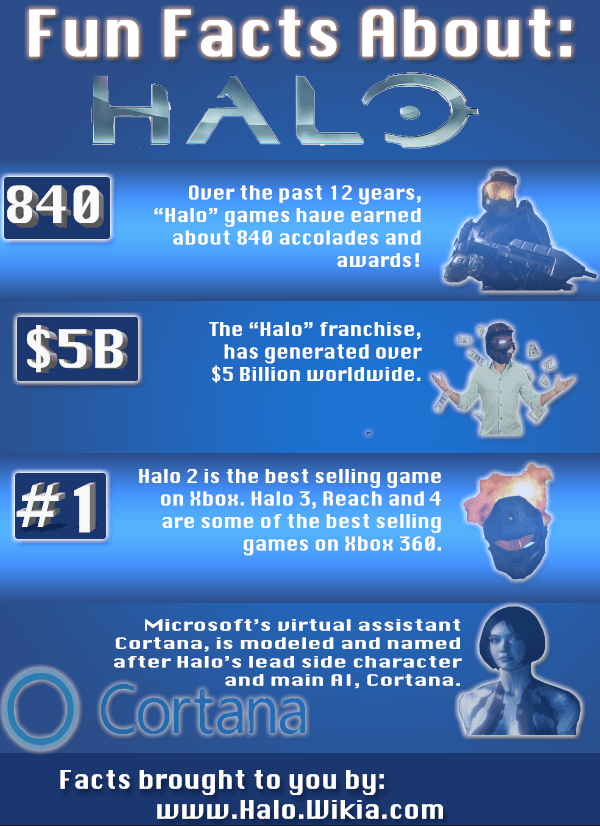 Fun Facts About:
HALO
840
Over the past 12 years,
“Halo” games have earned
about 840 accolades and
awards!
$5B
The “Halo” franchise,
has generated over
$5 Billion worldwide.
#1
Halo 2 is the best selling game
on Xbox. Halo 3, Reach and 4
are some of the best selling
games on Xbox 360.
Microsoft’s virtual assistant
Cortana, is modeled and named
after Halo’s lead side character
and main AI, Cortana.
Cortana
Facts brought to you by:
www.Halo.Wikia.com